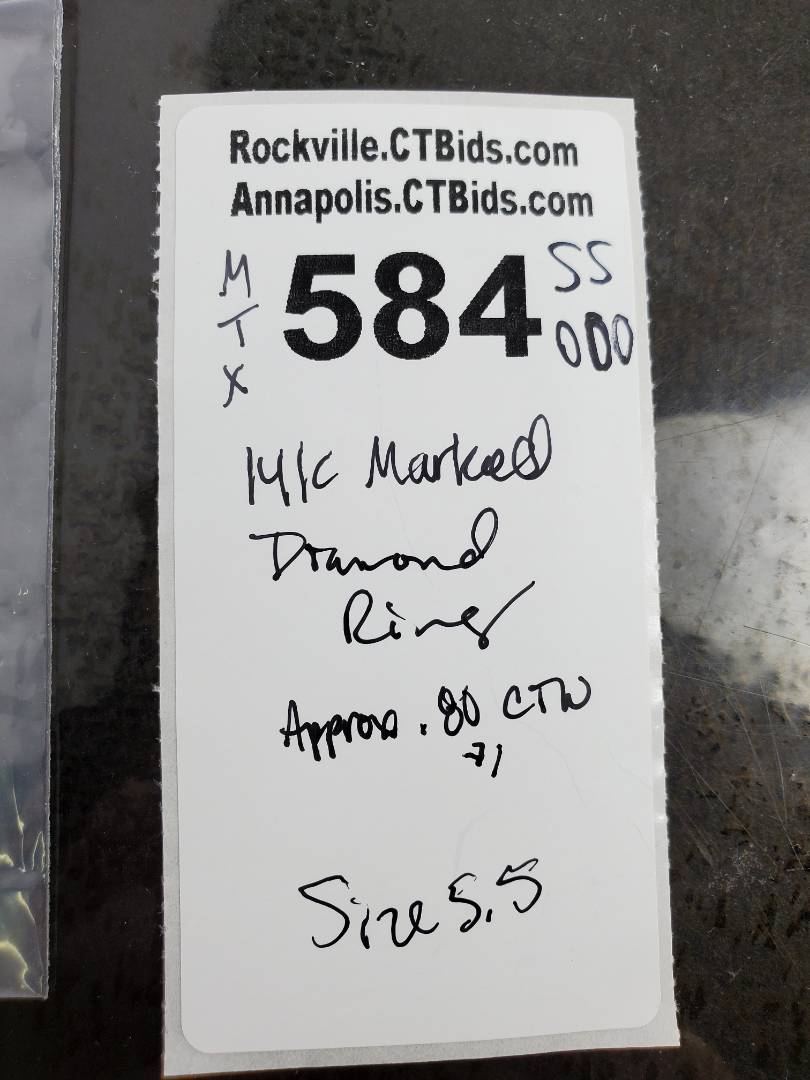 Rockville.CTBids.com
Annapolis.CTBids.com
M
T
X
584
SS
000
14K Marked
Diamond
Ring
Approx .80 CTW
71
Size 5.5